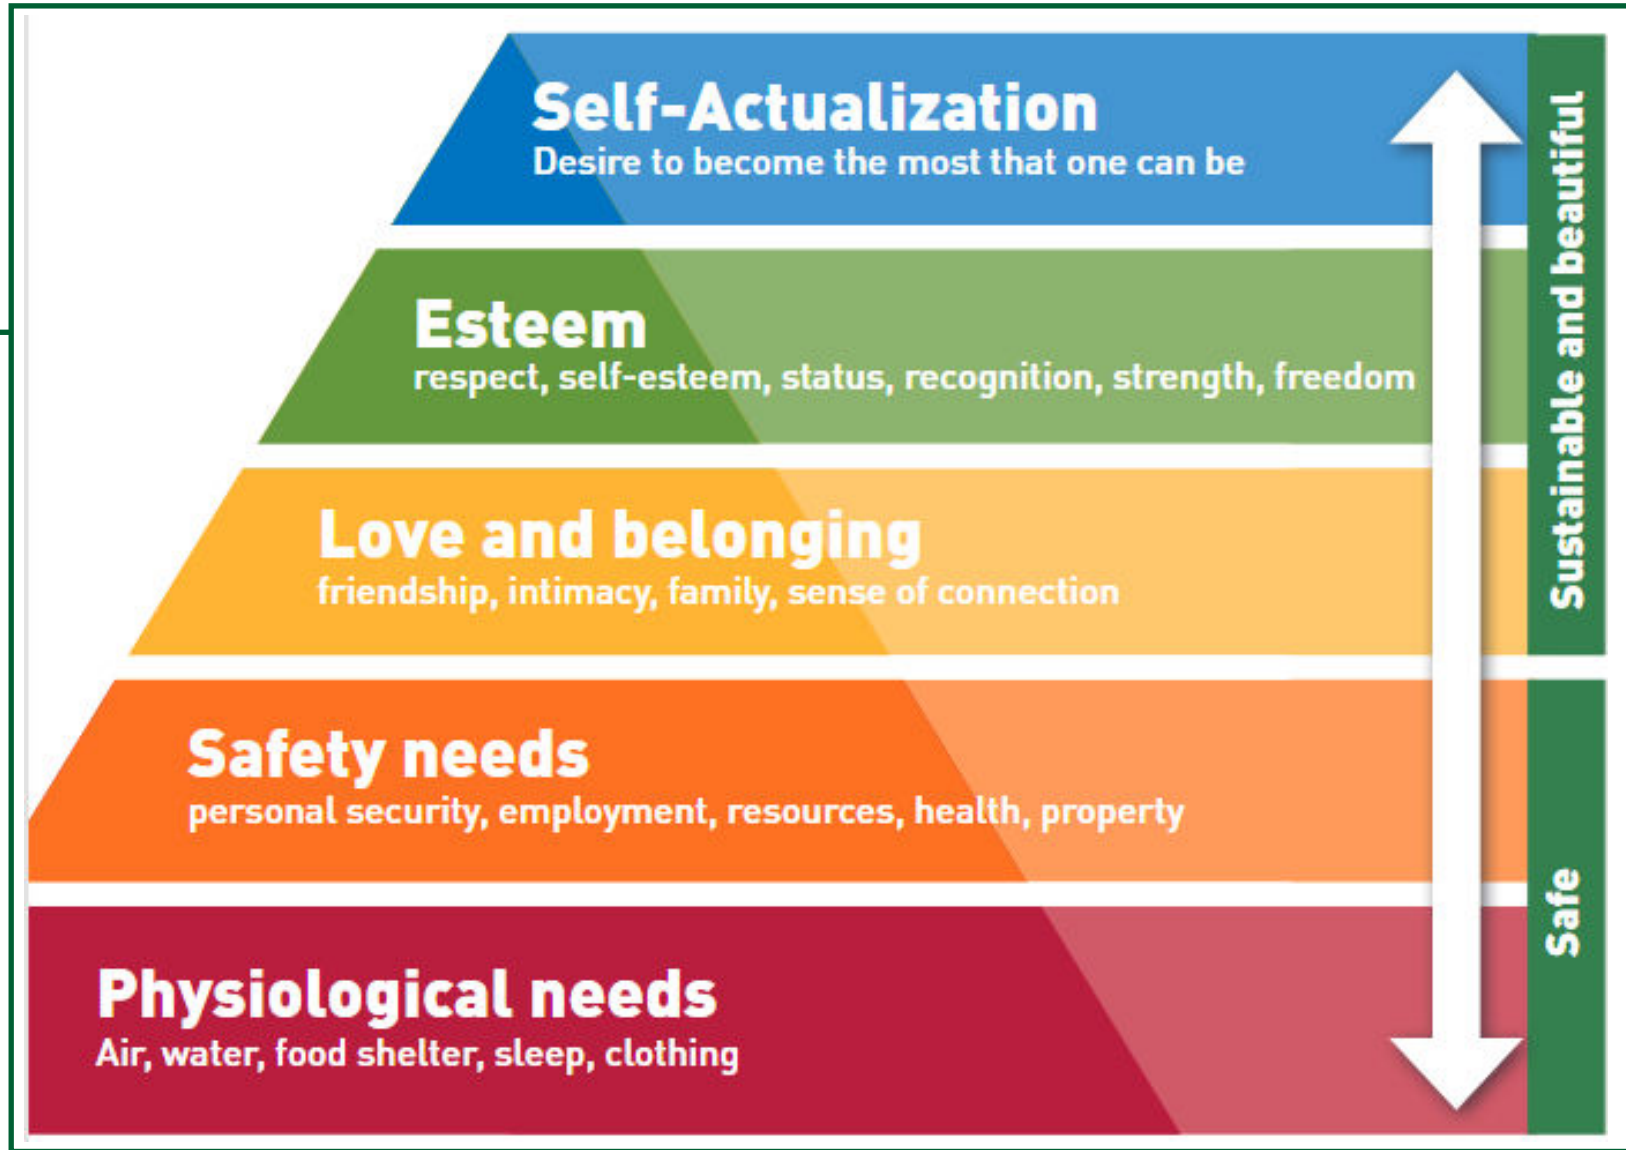 Self-Actualization
Desire to become the most that one can be
Esteem
respect, self-esteem, status, recognition, strength, freedom
Love and belonging
friendship, intimacy, family, sense of connection
Sustainable and beautiful
Safety needs
personal security, employment, resources, health, property
Physiological needs
Air, water, food shelter, sleep, clothing
Safe